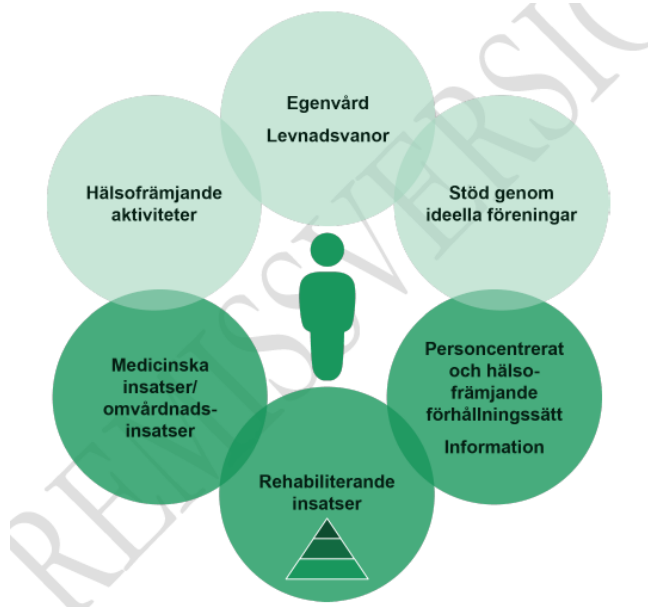 Egenvård
Levnadsvanor
Hälsofrämjande
aktiviteter
Stöd genom
ideella föreningar
Medicinska
insatser/
omvårdnads-
insatser
Personcentrerat
och hälso-
främjande
förhållningssätt
Information
Rehabiliterande
insatser
REMISSVERSIO